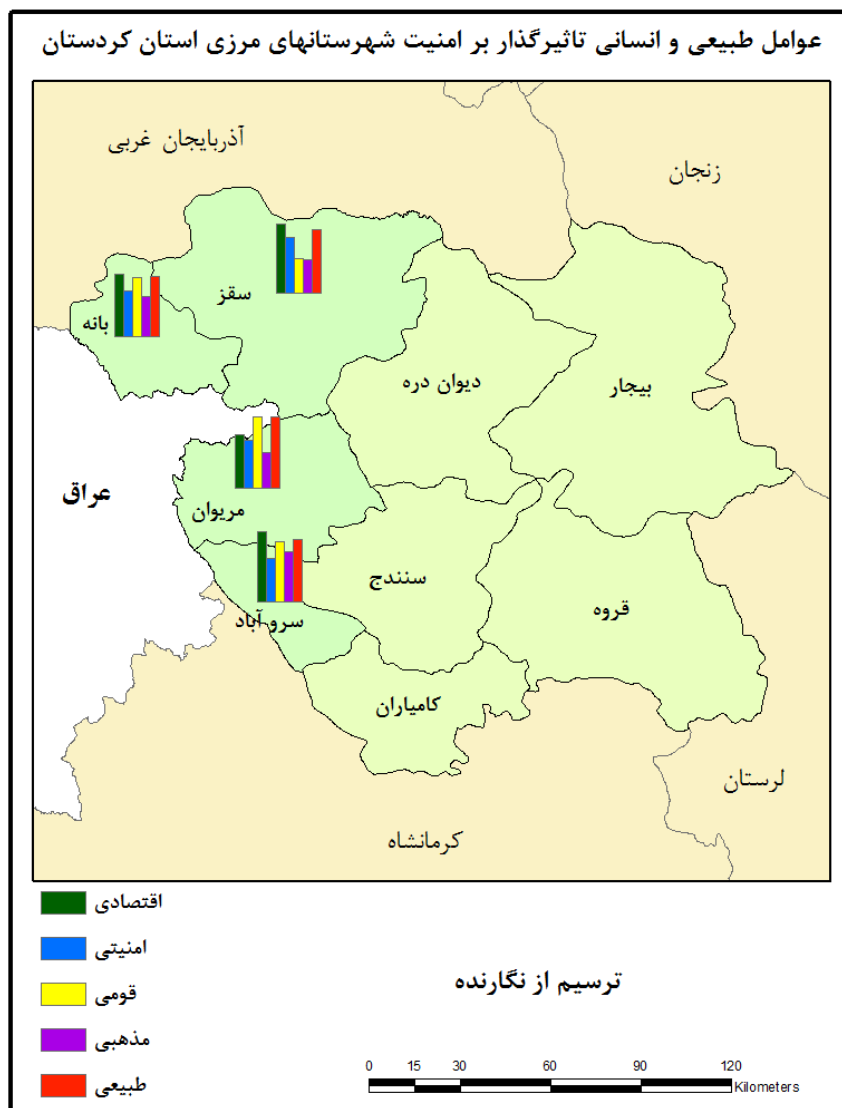 عوامل طبیعی و انسانی تاثیرگذار بر امنیت شهرستانهای مرزی استان کردستان
آذربایجان غربی
زنجان
سقز
بانه
دیوان دره
بیجار
عراق
مریوان
سنندج
قروه
سرو آباد
کامیاران
لرستان
کرمانشاه
اقتصادی
امنیتی
قومی
مذهبی
طبیعی
ترسیم از نگارنده
0 15 30 60 90 120
Kilometers